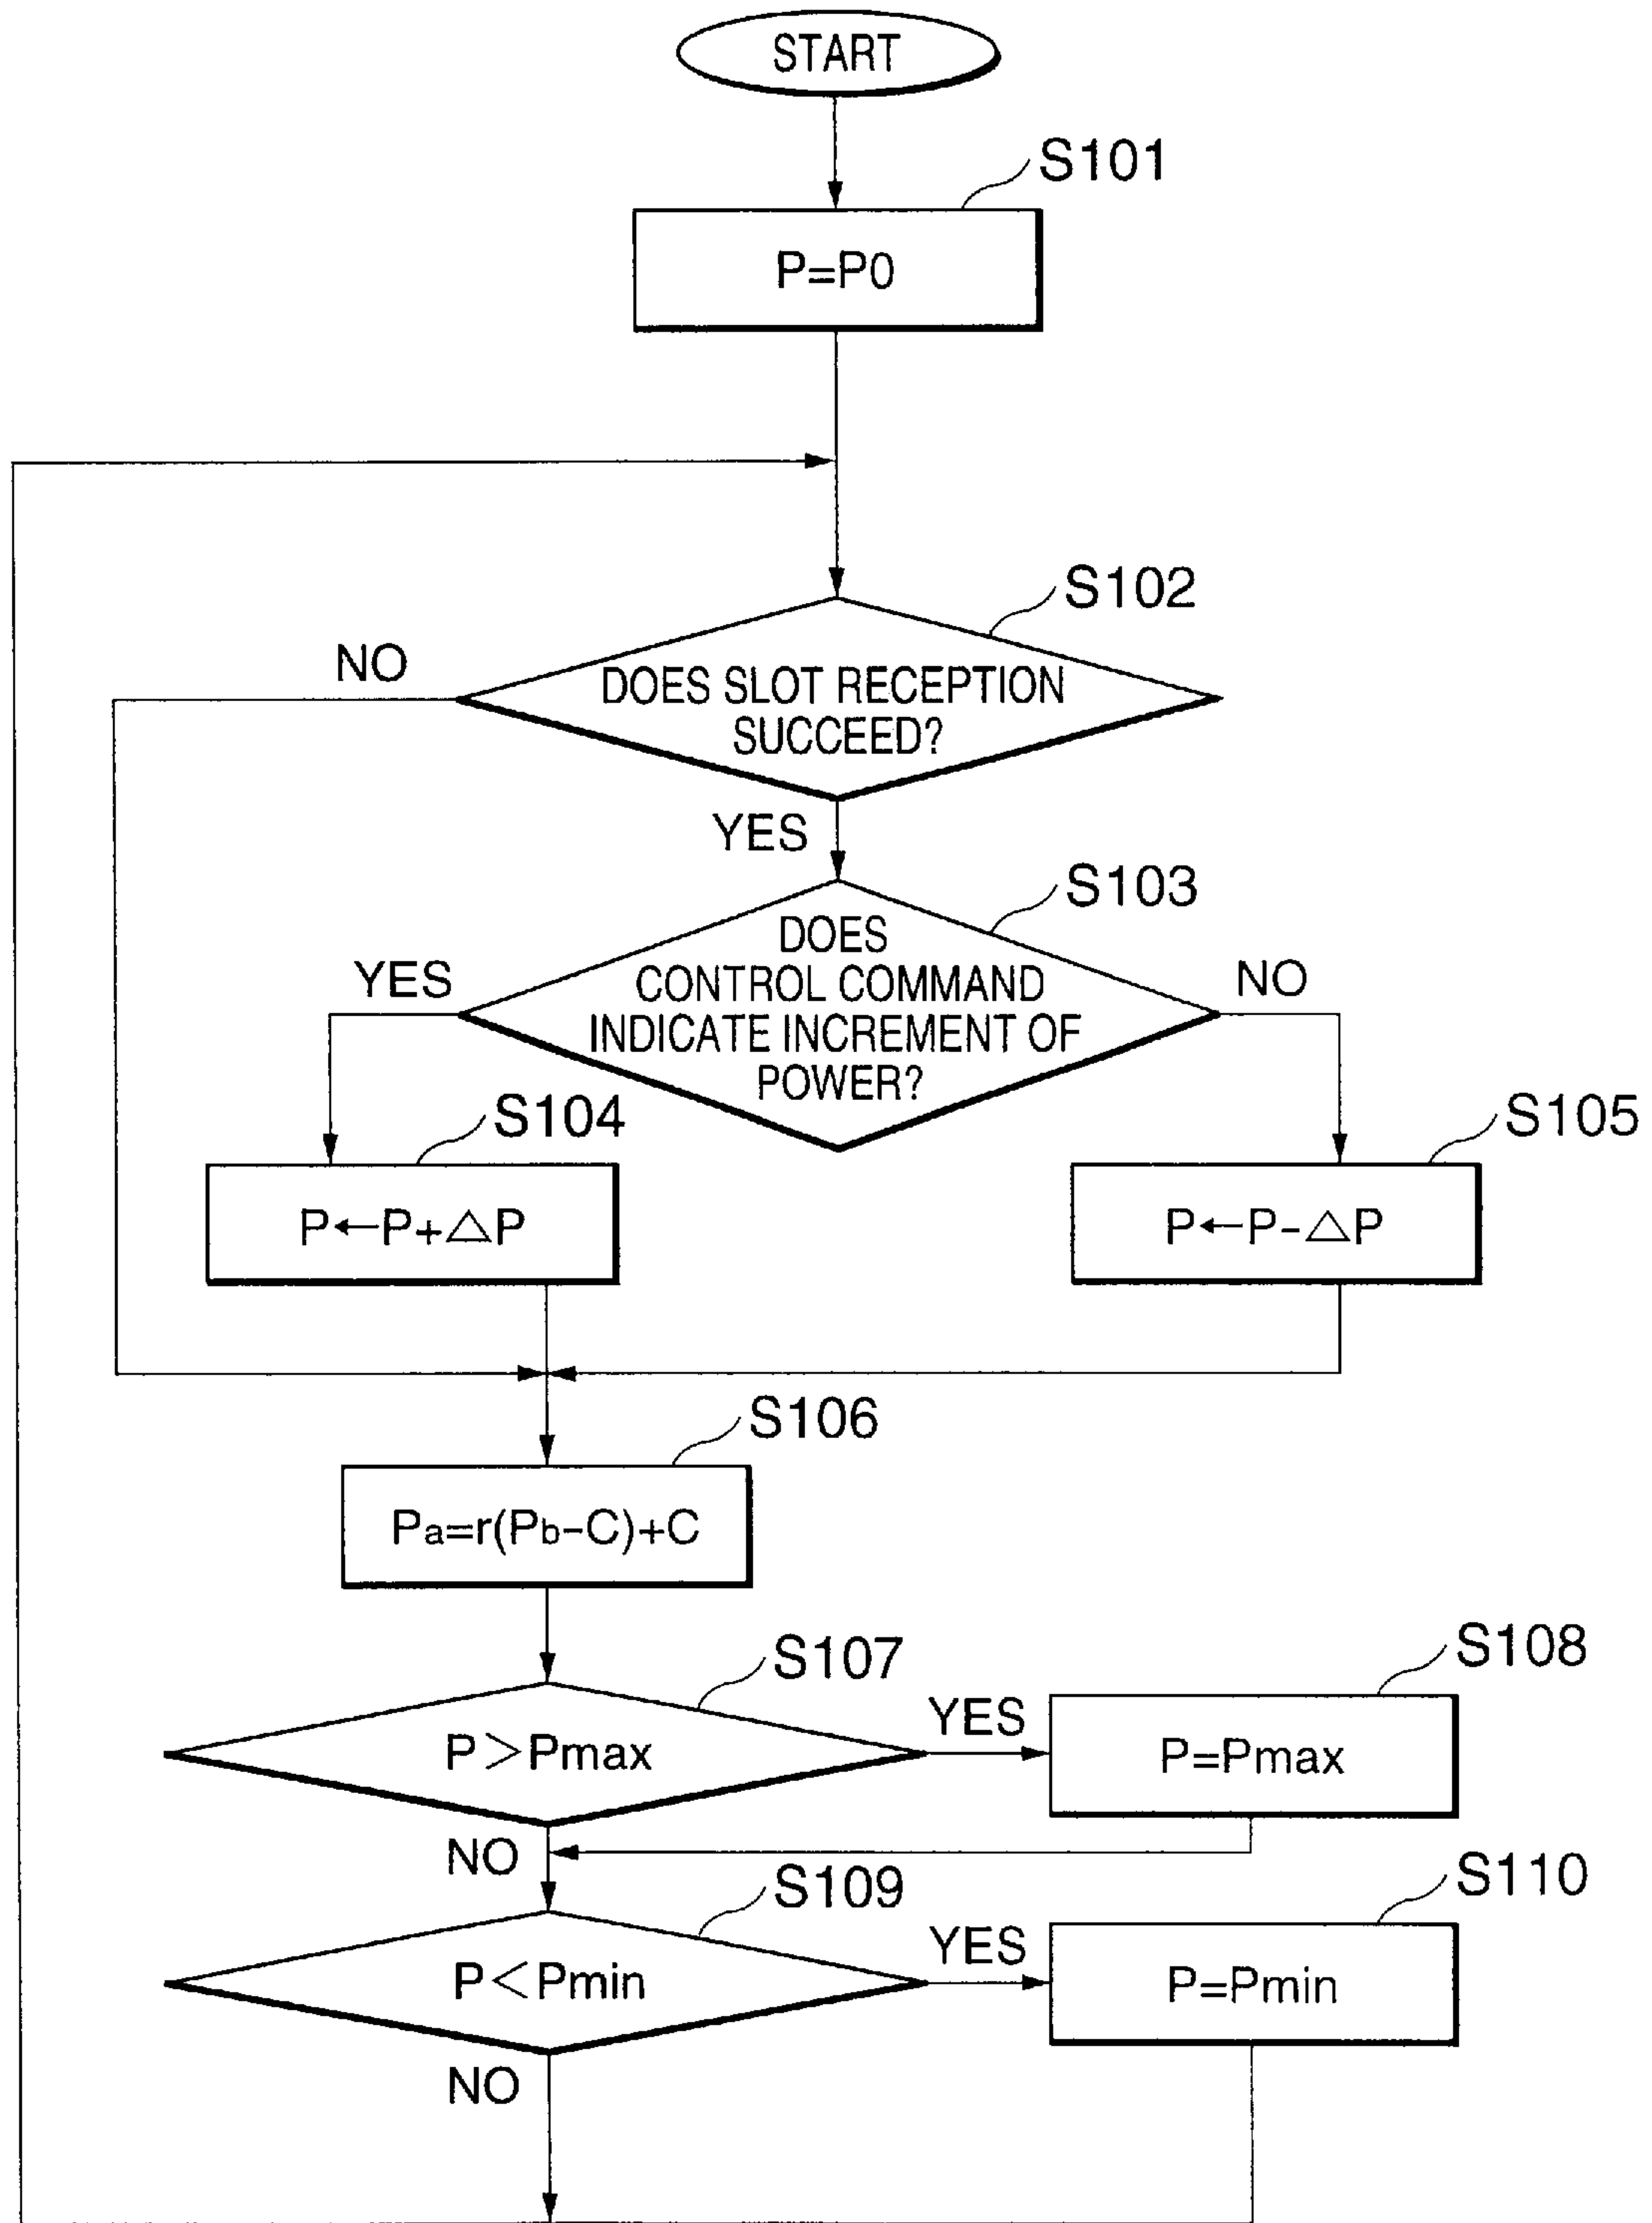 START
S101
P=P0
S102
NO
DOES SLOT RECEPTION
SUCCEED?
YES
S103
DOES
CONTROL COMMAND
INDICATE INCREMENT OF
POWER?
YES
NO
S104
S105
P←P+△P
P←P-△P
S106
Pa=r(Pb-C)+C
S107
S108
P>Pmax
YES
P=Pmax
NO
S109
S110
P<Pmin
YES
P=Pmin
NO